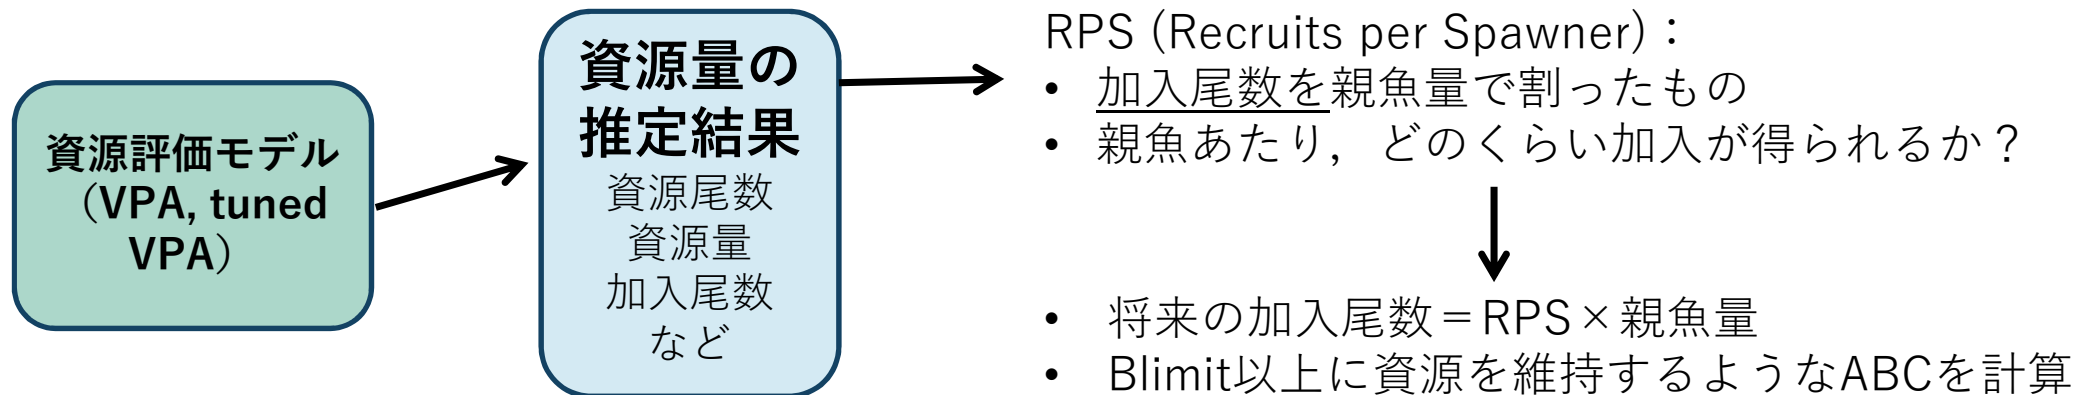 資源評価モデル
（VPA, tuned
VPA）
資源量の
推定結果
資源尾数
資源量
加入尾数
など
RPS (Recruits per Spawner)：
• 加入尾数を親魚量で割ったもの
• 親魚あたり，どのくらい加入が得られるか？
• 将来の加入尾数＝RPS×親魚量
• Blimit以上に資源を維持するようなABCを計算